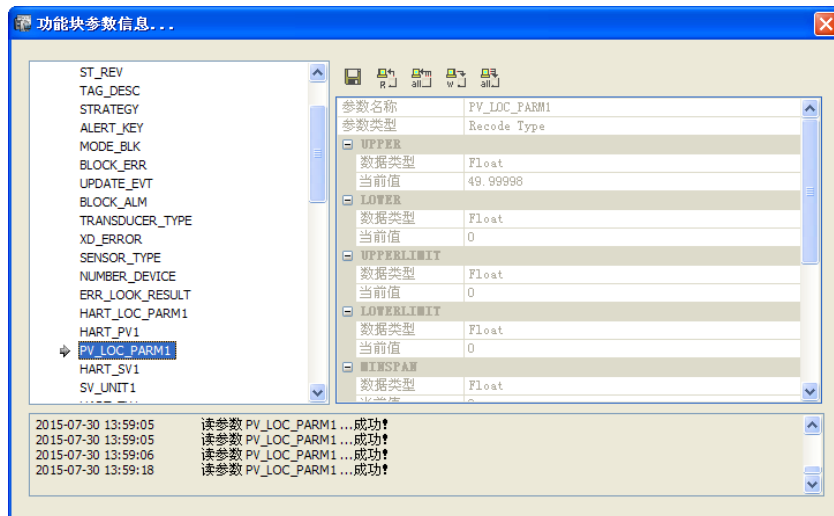 功能块参数信息...
ST_REV
TAG_DESC
STRATEGY
ALERT_KEY
MODE_BLK
BLOCK_ERR
UPDATE_EVT
BLOCK_ALM
TRANSDUCER_TYPE
XD_ERROR
SENSOR_TYPE
NUMBER_DEVICE
ERR_LOOK_RESULT
HART_LOC_PARM1
HART_PV1
PV_LOC_PARM1
HART_SV1
SV_UNIT1
R all W all
参数名称 PV_LOC_PARM1
参数类型 Recode Type
UPPER
数据类型 Float
当前值 49.99998
LOWER
数据类型 Float
当前值 0
UPPERLIMIT
数据类型 Float
当前值 0
LOWERLIMIT
数据类型 Float
当前值 0
MINSPAN
数据类型 Float
2015-07-30 13:59:05 读参数 PV_LOC_PARM1 ...成功!
2015-07-30 13:59:05 读参数 PV_LOC_PARM1 ...成功!
2015-07-30 13:59:06 读参数 PV_LOC_PARM1 ...成功!
2015-07-30 13:59:18 读参数 PV_LOC_PARM1 ...成功!